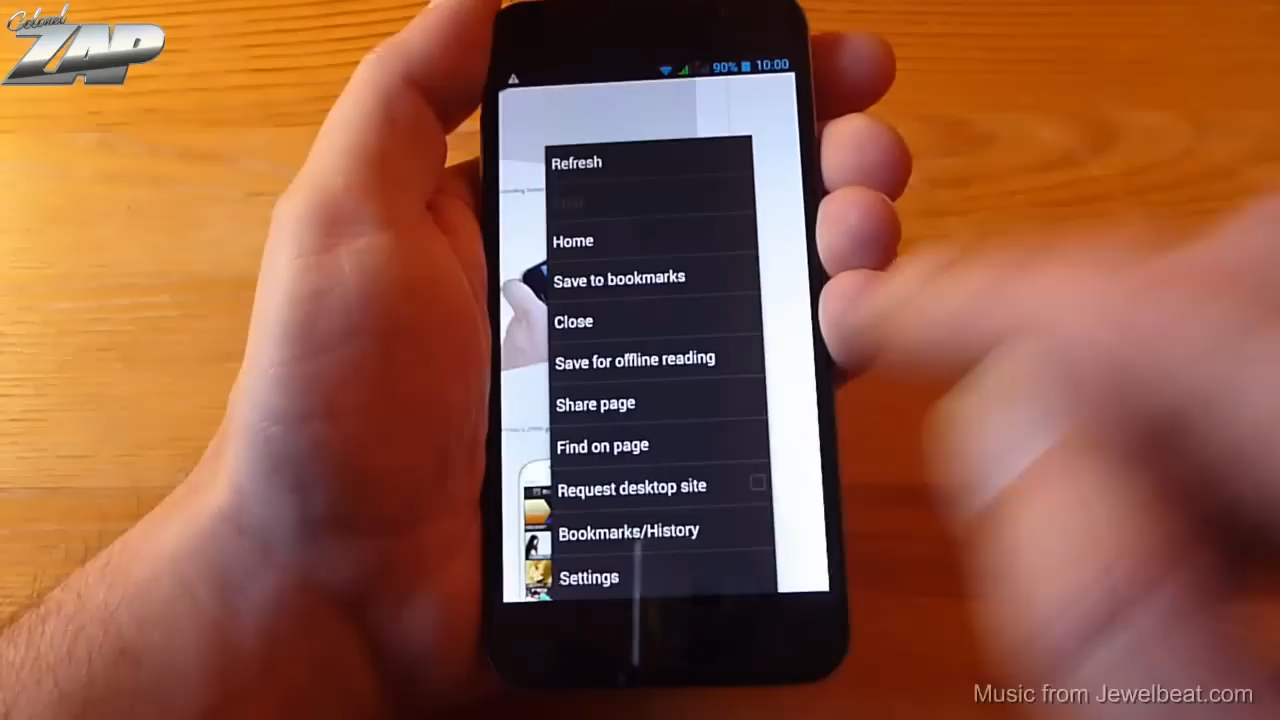 Colonel
ZAP
90% 10:00
Refresh
Home
Save to bookmarks
Close
Save for offline reading
Share page
Find on page
Request desktop site
Bookmarks/History
Settings
Music from Jewelbeat.com